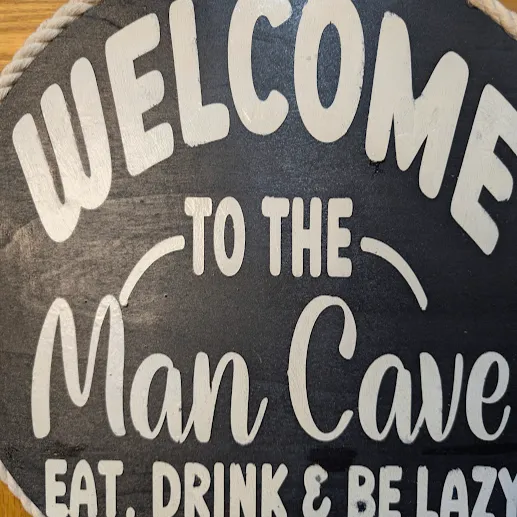 WELCOME
TO THE
Man Cave
EAT, DRINK & BE LAZY